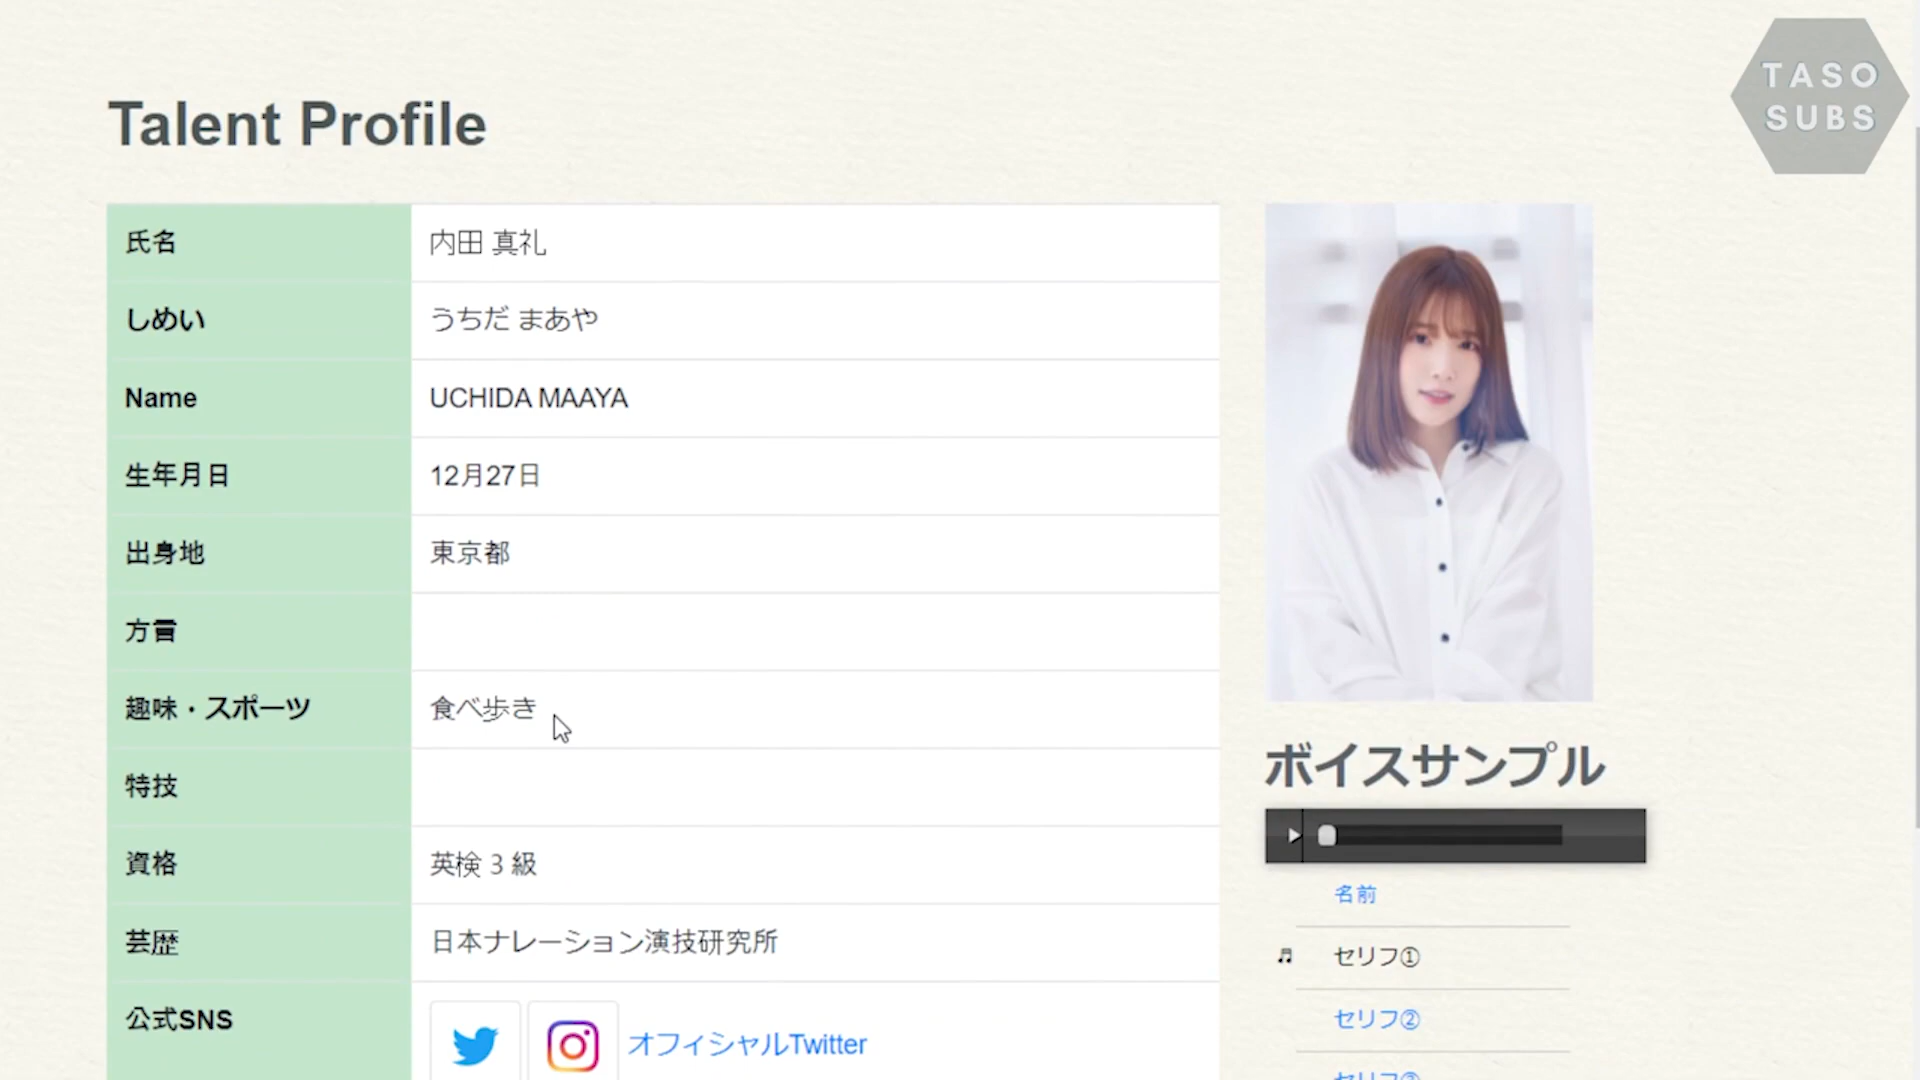 TASO
SUBS
Talent Profile
氏名 内田 真礼
しめい うちだ まあや
Name UCHIDA MAAYA
生年月日 12月27日
出身地 東京都
方言
趣味・スポーツ 食べ歩き
特技
資格 英検 3 級
芸歴 日本ナレーション演技研究所
公式SNS オフィシャルTwitter
ボイスサンプル
名前
セリフ①
セリフ②